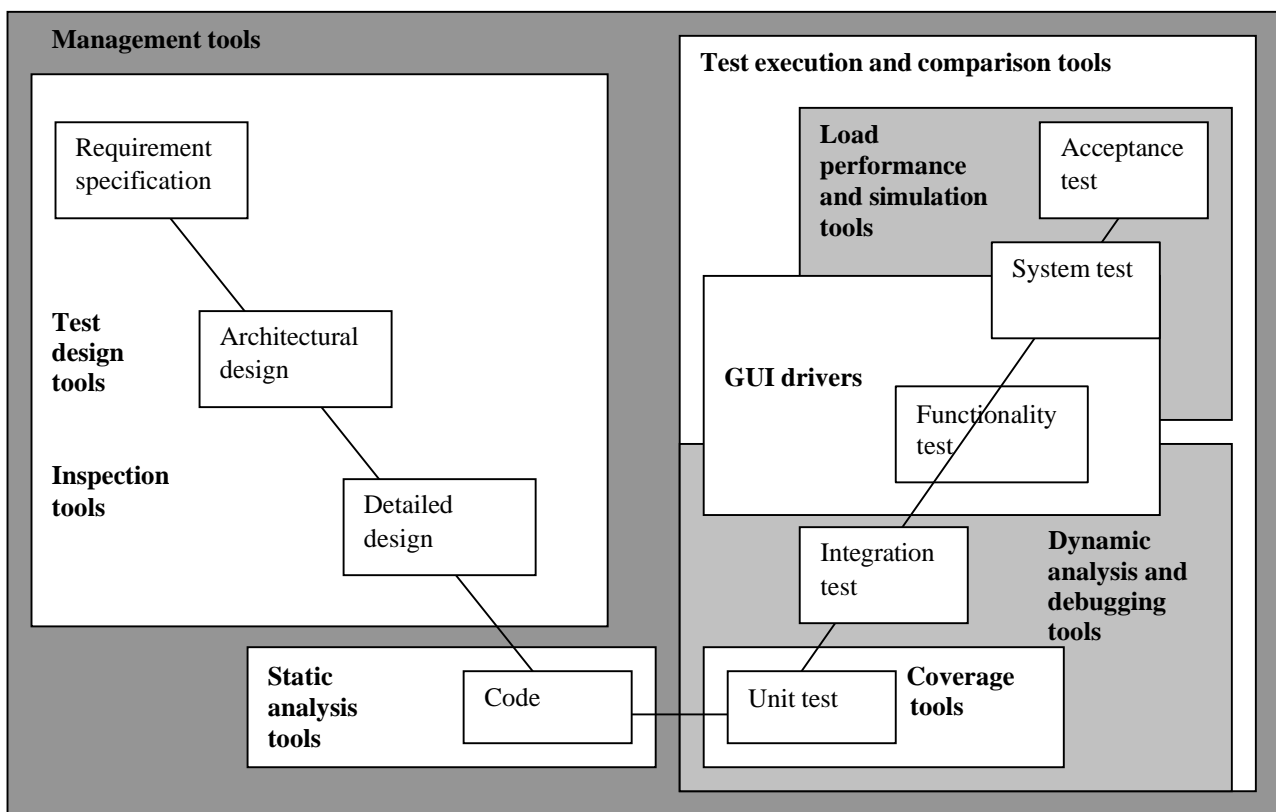 Management tools
Requirement
specification
Test
design
tools
Architectural
design
Inspection
tools
Detailed
design
Static
analysis
tools
Code
Test execution and comparison tools
Load
performance
and simulation
tools
Acceptance
test
System test
GUI drivers
Functionality
test
Integration
test
Dynamic
analysis and
debugging
tools
Unit test
Coverage
tools